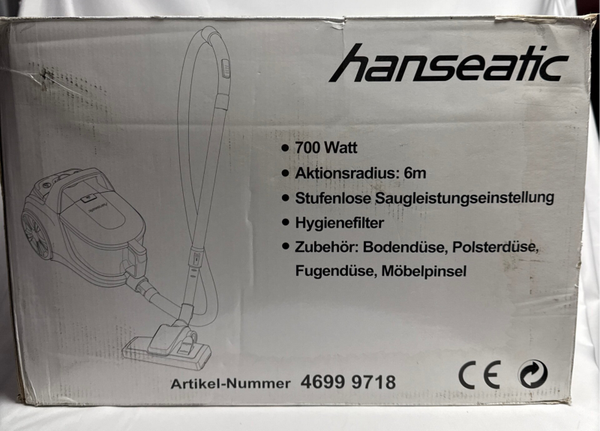 hanseatic
• 700 Watt
• Aktionsradius: 6m
• Stufenlose Saugleistungseinstellung
• Hygienefilter
• Zubehör: Bodendüse, Polsterdüse,
Fugendüse, Möbelpinsel
Artikel-Nummer 4699 9718 CE